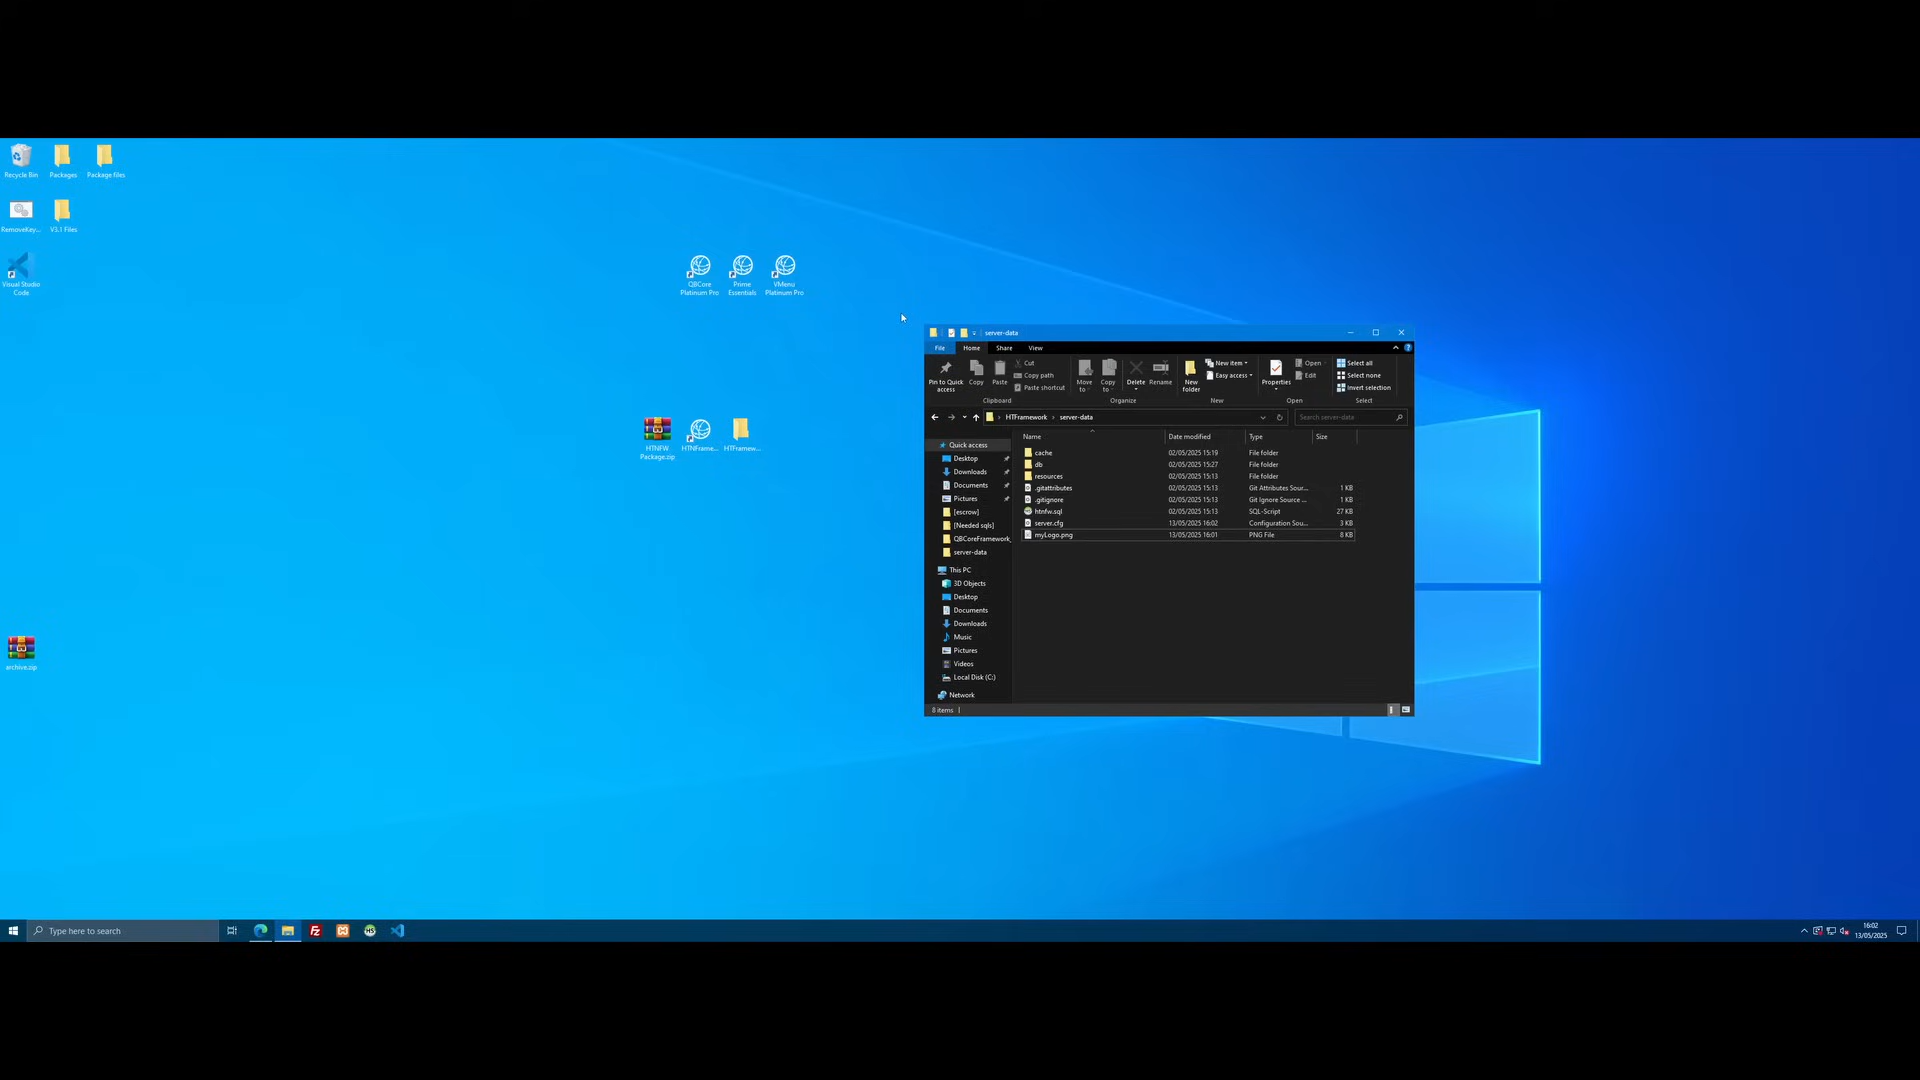 Recycle Bin
Packages
Package files
RemoveKey...
V3.1 Files
Visual Studio
Code
archive.zip
QBCore
Platinum Pro
Prime
Essentials
VMenu
Platinum Pro
HTNFW
Package.zip
HTNFrame...
HTFramew...
server-data
File
Home
Share
View
Pin to Quick
access
Copy
Paste
Cut
Copy path
Paste shortcut
Clipboard
Move
to
Copy
to
Delete
Rename
Organize
New
folder
New item
Easy access
New
Properties
Open
Edit
Open
Select all
Select none
Invert selection
Select
HTFramework
server-data
Search server-data
Name
Date modified
Type
Size
cache 02/05/2025 15:19 File folder
db 02/05/2025 15:27 File folder
resources 02/05/2025 15:13 File folder
.gitattributes 02/05/2025 15:13 Git Attributes Sour... 1 KB
.gitignore 02/05/2025 15:13 Git Ignore Source ... 1 KB
htnfw.sql 02/05/2025 15:13 SQL-Script 27 KB
server.cfg 13/05/2025 16:02 Configuration Sou... 3 KB
myLogo.png 13/05/2025 16:01 PNG File 8 KB
Quick access
Desktop
Downloads
Documents
Pictures
[escrow]
[Needed sqls]
QBCoreFramework_
server-data
This PC
3D Objects
Desktop
Documents
Downloads
Music
Pictures
Videos
Local Disk (C:)
Network
8 items
Type here to search
FZ
HS
16:02
13/05/2025